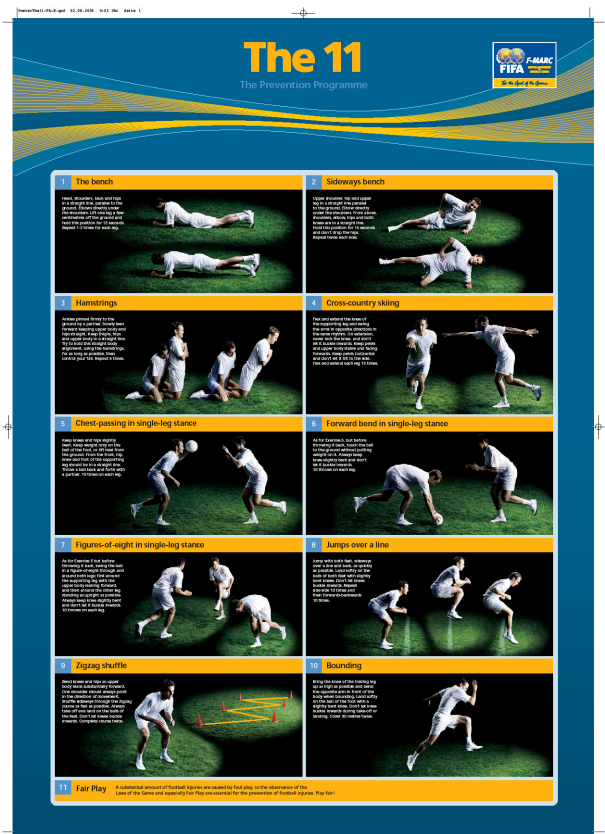 PosterThe11-FA-E.qxd 03.08.2005 9:53 Uhr Seite 1
The 11
The Prevention Programme
FIFA
F-MARC
For the Good of the Game
1 The bench
Head, shoulders, back and hips
in a straight line, parallel to the
ground. Elbows directly under
the shoulders. Lift one leg a few
centimetres off the ground and
hold this position for 15 seconds.
Repeat 1-2 times for each leg.
2 Sideways bench
Upper shoulder, hip and upper
leg in a straight line parallel
to the ground. Elbow directly
under the shoulders. From above,
shoulders, elbow, hips and both
knees are in a straight line.
Hold this position for 15 seconds
and don't drop the hips.
Repeat twice each side.
3 Hamstrings
Ankles pinned firmly to the
ground by a partner. Slowly lean
forward keeping upper body and
hips straight. Keep thighs, hips
and upper body in a straight line.
Try to hold this straight body
alignment, using the hamstrings,
for as long as possible, then
control your fall. Repeat 5 times.
4 Cross-country skiing
Flex and extend the knee of
the supporting leg and swing
the arms in opposite directions in
the same rhythm. On extension,
never lock the knee, and don't
let it buckle inwards. Keep pelvis
and upper body stable and facing
forwards. Keep pelvis horizontal
and don't let it tilt to the side.
Flex and extend each leg 15 times.
5 Chest-passing in single-leg stance
Keep knees and hips slightly
bent. Keep weight only on the
ball of the foot, or lift heel from
the ground. From the front, hip,
knee and foot of the supporting
leg should be in a straight line.
Throw a ball back and forth with
a partner. 10 times on each leg.
6 Forward bend in single-leg stance
As for Exercise 5, but before
throwing it back, touch the ball
to the ground without putting
weight on it. Always keep
knee slightly bent and don't
let it buckle inwards.
10 throws on each leg.
7 Figures-of-eight in single-leg stance
As for Exercise 5 but before
throwing it back, swing the ball
in a figure-of-eight through and
around both legs: first around
the supporting leg with the
upper body leaning forward,
and then around the other leg
standing as upright as possible.
Always keep knee slightly bent
and don't let it buckle inwards.
10 throws on each leg.
8 Jumps over a line
Jump with both feet, sideways
over a line and back, as quickly
as possible. Land softly on the
balls of both feet with slightly
bent knees. Don't let knees
buckle inwards. Repeat
side-side 10 times and
then forwards-backwards
10 times.
9 Zigzag shuffle
Bend knees and hips so upper
body leans substantially forward.
One shoulder should always point
in the direction of movement.
Shuffle sideways through the zigzag
course as fast as possible. Always
take off and land on the balls of
the feet. Don't let knees buckle
inwards. Complete course twice.
10 Bounding
Bring the knee of the trailing leg
up as high as possible and bend
the opposite arm in front of the
body when bounding. Land softly
on the ball of the foot with a
slightly bent knee. Don't let knee
buckle inwards during take-off or
landing. Cover 30 metres twice.
11 Fair Play
A substantial amount of football injuries are caused by foul play, so the observance of the
Laws of the Game and especially Fair Play are essential for the prevention of football injuries. Play fair!